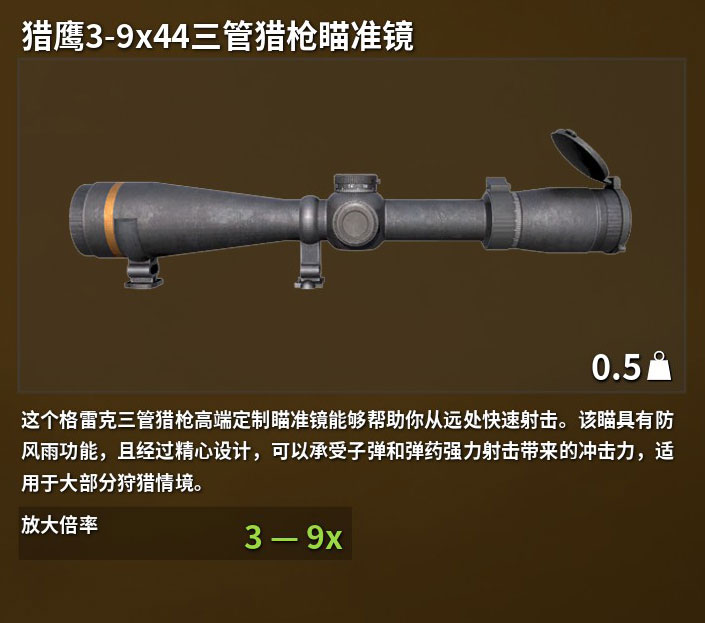 猎鹰3-9x44三管猎枪瞄准镜
0.5
这个格雷克三管猎枪高端定制瞄准镜能够帮助你从远处快速射击。该瞄具有防
风雨功能，且经过精心设计，可以承受子弹和弹药强力射击带来的冲击力，适
用于大部分狩猎情境。
放大倍率
3 — 9x